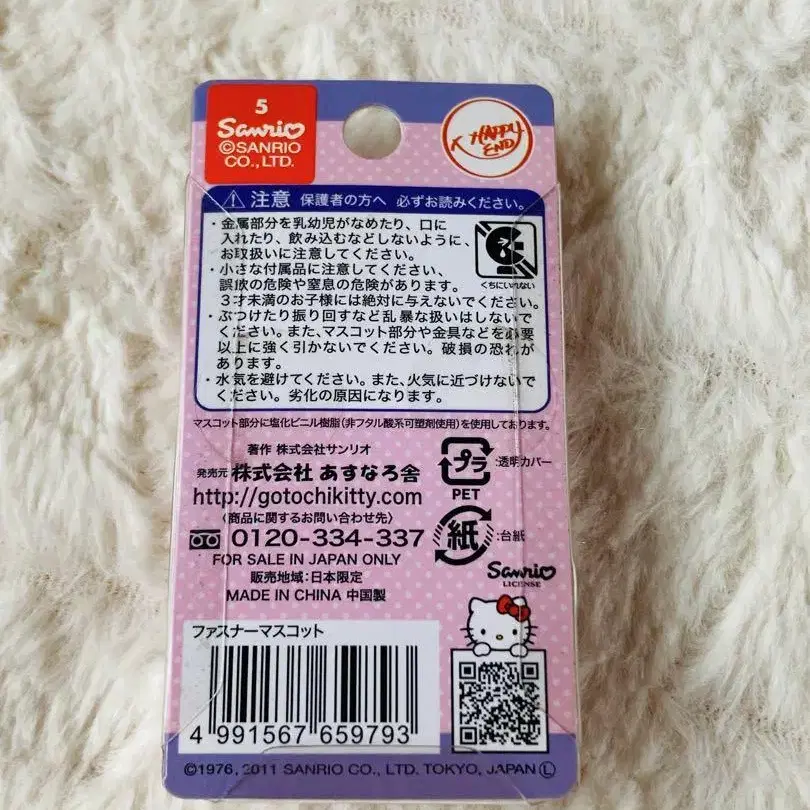 5
Sanrio
©SANRIO
CO., LTD.
HAPPY
END
注意 保護者の方へ 必ずお読みください。
・金属部分を乳幼児がなめたり、口に
入れたり、飲み込むなどしないように、
お取扱いに注意してください。
・小さな付属品に注意してください、
誤飲の危険や窒息の危険があります。
3才未満のお子様には絶対に与えないでください。
・ぶつけたり振り回すなど乱暴な扱いはしないで
ください。また、マスコット部分や金具などを必要
以上に強く引かないでください。破損の恐れが
あります。
・水気を避けてください。また、火気に近づけないで
ください。劣化の原因になります。
くちにいれない
マスコット部分に塩化ビニル樹脂(非フタル酸系可塑剤使用)を使用しております。
著作 株式会社サンリオ
発売元 株式会社 あすなろ舎
http://gotochikitty.com
〈商品に関するお問い合わせ先〉
0120-334-337
FOR SALE IN JAPAN ONLY
販売地域:日本限定
MADE IN CHINA 中国製
プラ
:透明カバー
PET
紙
:台紙
Sanrio
LICENSE
ファスナーマスコット
4 991567 659793
©1976, 2011 SANRIO CO., LTD. TOKYO, JAPAN Ⓛ